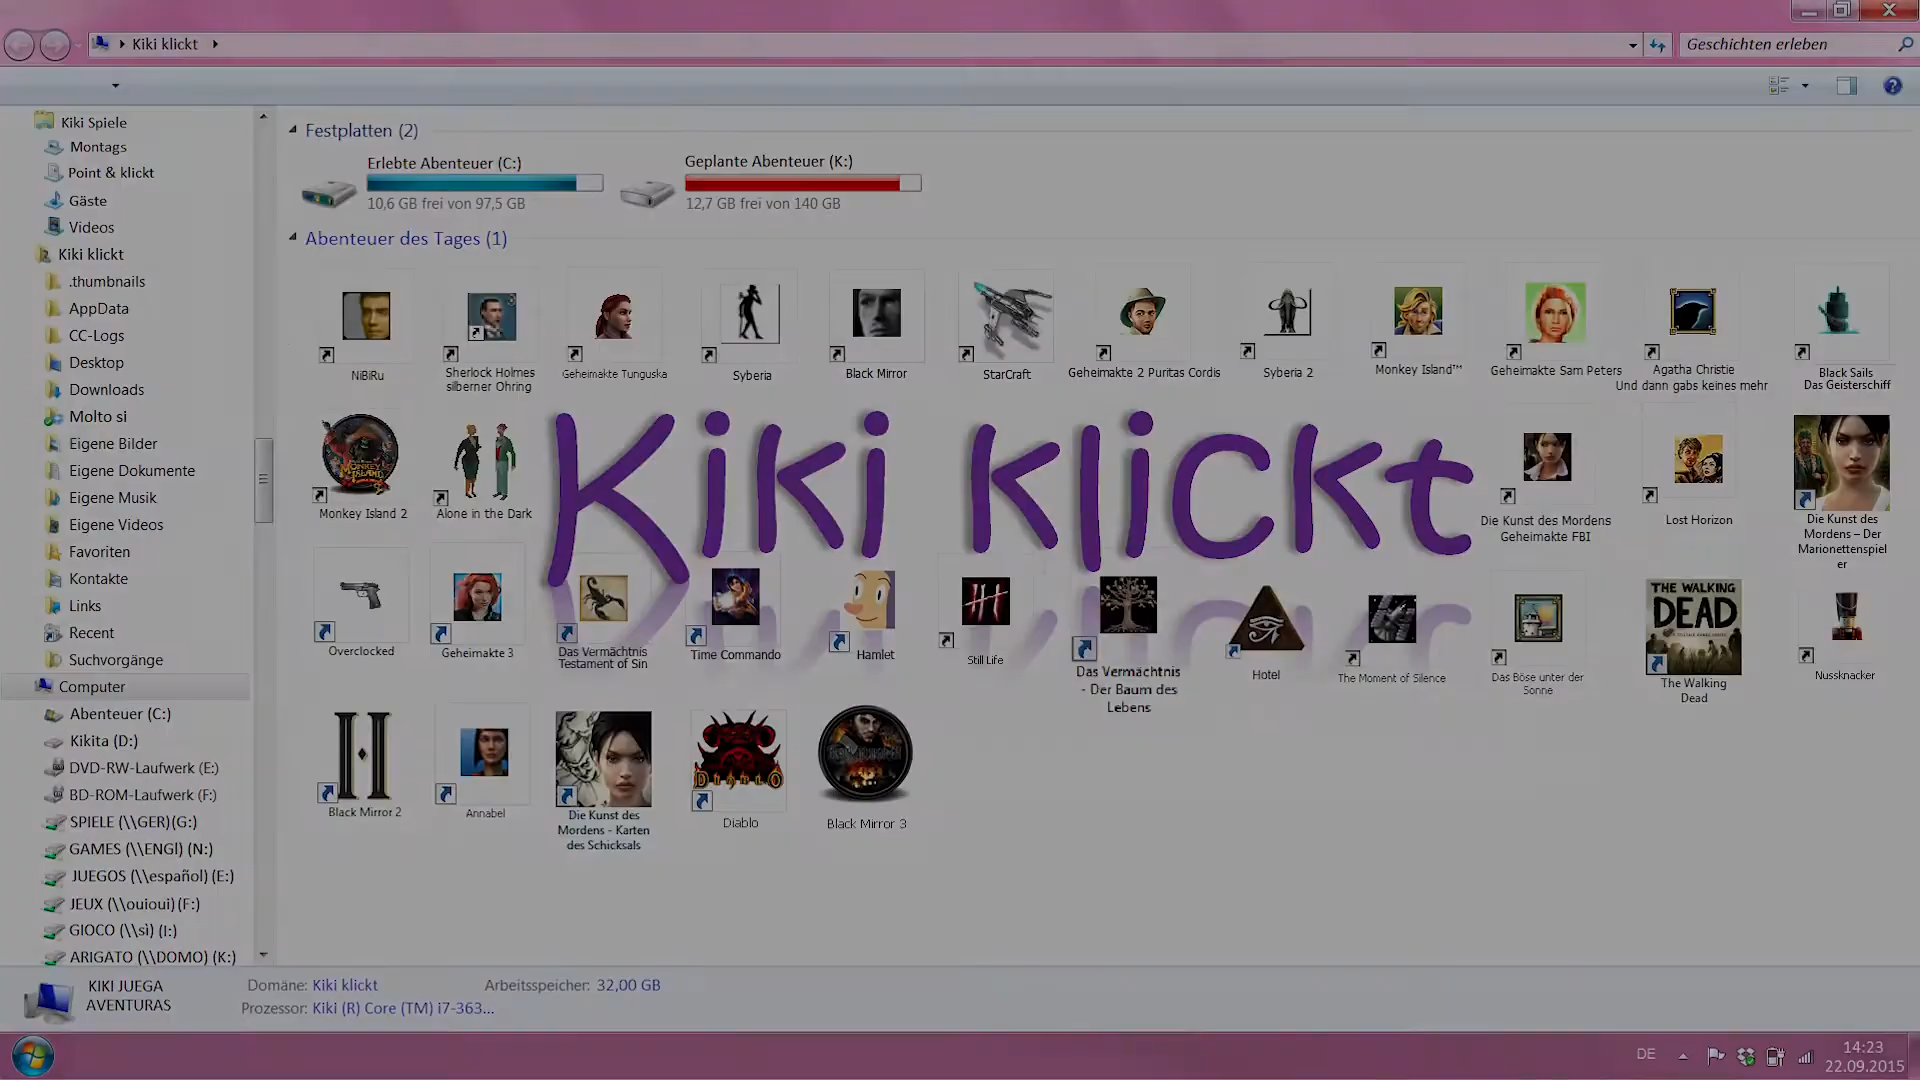 Kiki klickt
Geschichten erleben
Kiki Spiele
Montags
Point & klickt
Gäste
Videos
Kiki klickt
.thumbnails
AppData
CC-Logs
Desktop
Downloads
Molto si
Eigene Bilder
Eigene Dokumente
Eigene Musik
Eigene Videos
Favoriten
Kontakte
Links
Recent
Suchvorgänge
Computer
Abenteuer (C:)
Kikita (D:)
DVD-RW-Laufwerk (E:)
BD-ROM-Laufwerk (F:)
SPIELE (\\GER)(G:)
GAMES (\\ENGl) (N:)
JUEGOS (\\español) (E:)
JEUX (\\ouioui)(F:)
GIOCO (\\sì) (I:)
ARIGATO (\\DOMO) (K:)
Festplatten (2)
Erlebte Abenteuer (C:)
10,6 GB frei von 97,5 GB
Geplante Abenteuer (K:)
12,7 GB frei von 140 GB
Abenteuer des Tages (1)
NiBiRu
Sherlock Holmes
silberner Ohring
Geheimakte Tunguska
Syberia
Black Mirror
StarCraft
Geheimakte 2 Puritas Cordis
Syberia 2
Monkey Island™
Geheimakte Sam Peters
Agatha Christie
Und dann gabs keines mehr
Black Sails
Das Geisterschiff
Monkey Island 2
Alone in the Dark
Kiki klickt
Die Kunst des Mordens
Geheimakte FBI
Lost Horizon
Die Kunst des
Mordens – Der
Marionettenspiel
er
Overclocked
Geheimakte 3
Das Vermächtnis
Testament of Sin
Time Commando
Hamlet
Still Life
Das Vermächtnis
- Der Baum des
Lebens
Hotel
The Moment of Silence
Das Böse unter der
Sonne
THE WALKING
DEAD
The Walking
Dead
Nussknacker
Black Mirror 2
Annabel
Die Kunst des
Mordens - Karten
des Schicksals
DIABLO
Diablo
Black Mirror 3
KIKI JUEGA
AVENTURAS
Domäne: Kiki klickt
Arbeitsspeicher: 32,00 GB
Prozessor: Kiki (R) Core (TM) i7-363...
DE
14:23
22.09.2015